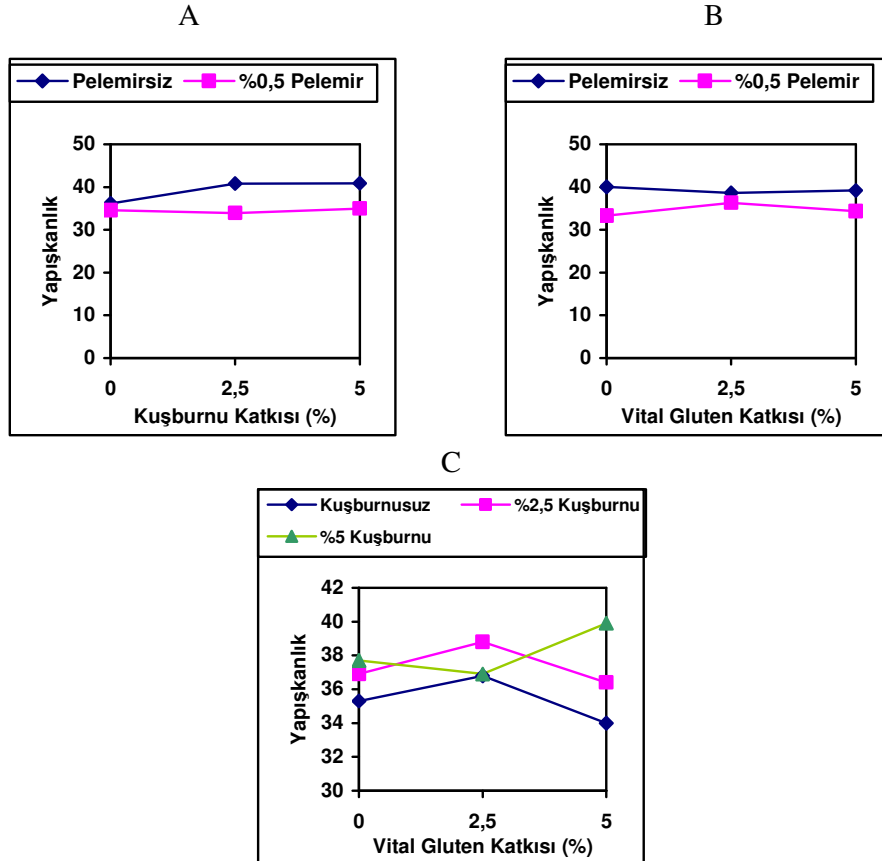 A
Pelemirsiz %0,5 Pelemir
50
40
30
20
10
0
Yapışkanlık
0 2,5 5
Kuşburnu Katkısı (%)
B
Pelemirsiz %0,5 Pelemir
50
40
30
20
10
0
Yapışkanlık
0 2,5 5
Vital Gluten Katkısı (%)
C
Kuşburnusuz %2,5 Kuşburnu
%5 Kuşburnu
42
40
38
36
34
32
30
Yapışkanlık
0 2,5 5
Vital Gluten Katkısı (%)